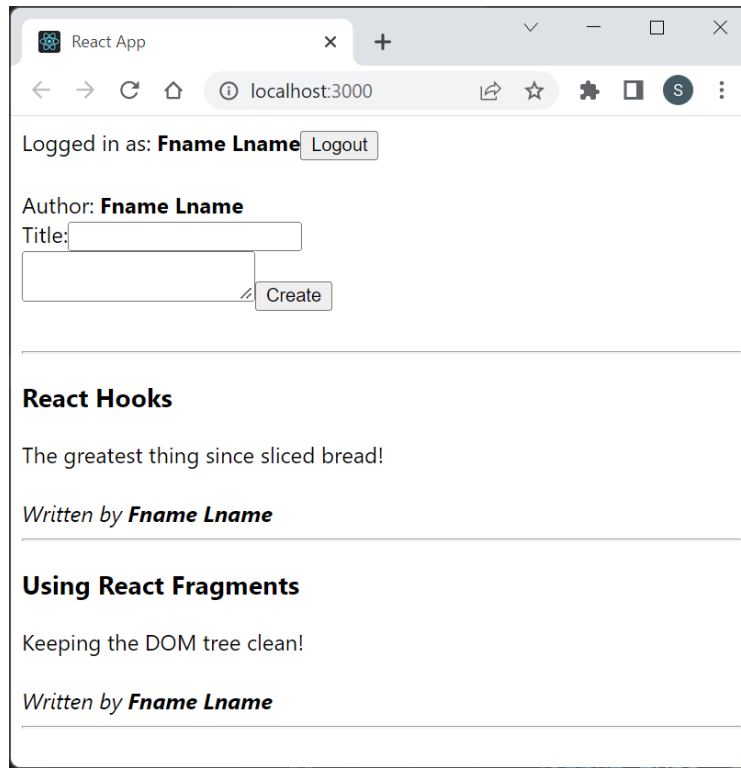 React App
localhost:3000
S
Logged in as: Fname Lname Logout
Author: Fname Lname
Title:
Create
React Hooks
The greatest thing since sliced bread!
Written by Fname Lname
Using React Fragments
Keeping the DOM tree clean!
Written by Fname Lname